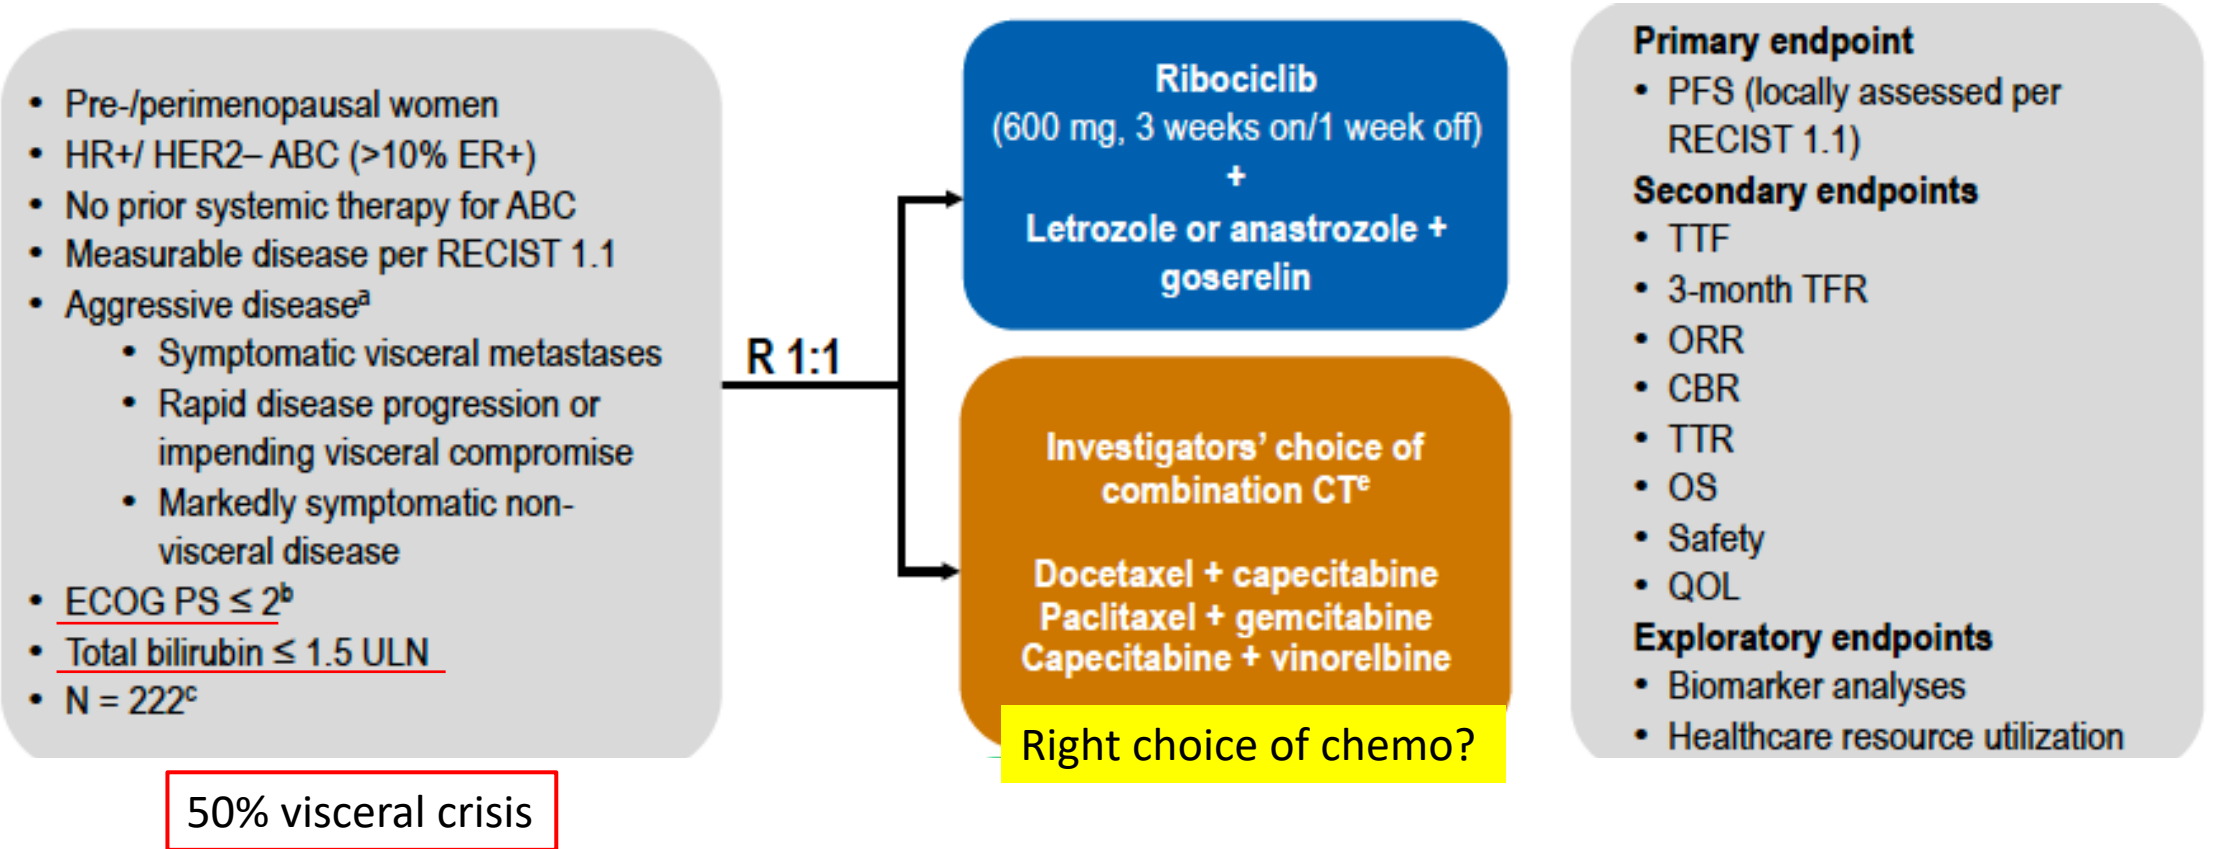 • Pre-/perimenopausal women
• HR+/ HER2– ABC (>10% ER+)
• No prior systemic therapy for ABC
• Measurable disease per RECIST 1.1
• Aggressive diseaseᵃ
• Symptomatic visceral metastases
• Rapid disease progression or
impending visceral compromise
• Markedly symptomatic non-
visceral disease
• ECOG PS ≤ 2ᵇ
• Total bilirubin ≤ 1.5 ULN
• N = 222ᶜ
50% visceral crisis
R 1:1
Ribociclib
(600 mg, 3 weeks on/1 week off)
+
Letrozole or anastrozole +
goserelin
Investigators’ choice of
combination CTᵉ
Docetaxel + capecitabine
Paclitaxel + gemcitabine
Capecitabine + vinorelbine
Right choice of chemo?
Primary endpoint
• PFS (locally assessed per
RECIST 1.1)
Secondary endpoints
• TTF
• 3-month TFR
• ORR
• CBR
• TTR
• OS
• Safety
• QOL
Exploratory endpoints
• Biomarker analyses
• Healthcare resource utilization